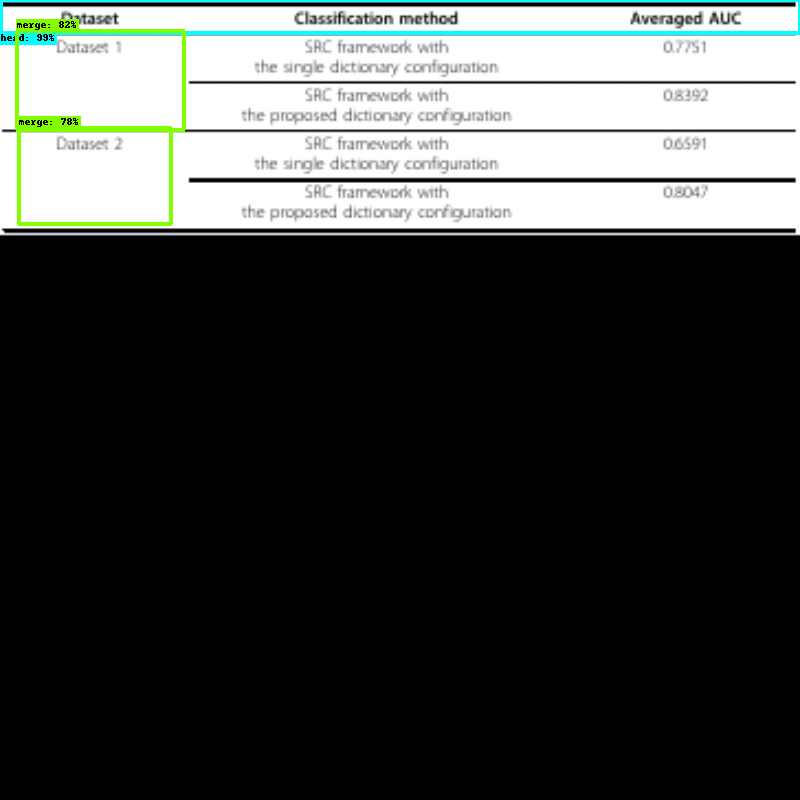 Dataset Classification method Averaged AUC
merge: 82%
head: 99%
Dataset 1 SRC framework with 0.7751
the single dictionary configuration
SRC framework with 0.8392
the proposed dictionary configuration
merge: 78%
Dataset 2 SRC framework with 0.6591
the single dictionary configuration
SRC framework with 0.8047
the proposed dictionary configuration